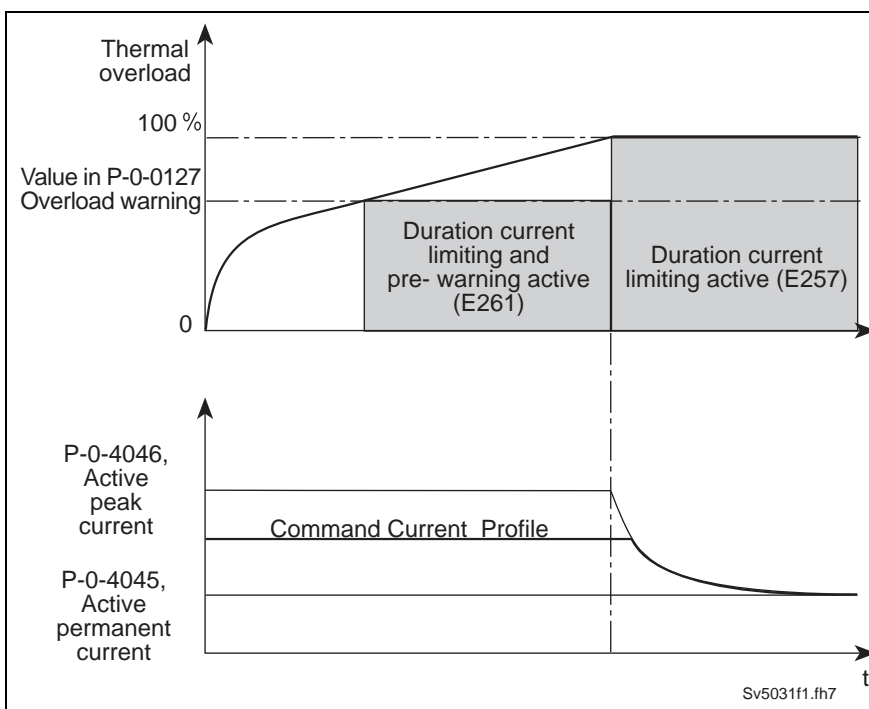 Thermal
overload
100 %
Value in P-0-0127
Overload warning
0
Duration current
limiting and
pre- warning active
(E261)
Duration current
limiting active (E257)
P-0-4046,
Active
peak
current
Command Current Profile
P-0-4045,
Active
permanent
current
t
Sv5031f1.fh7